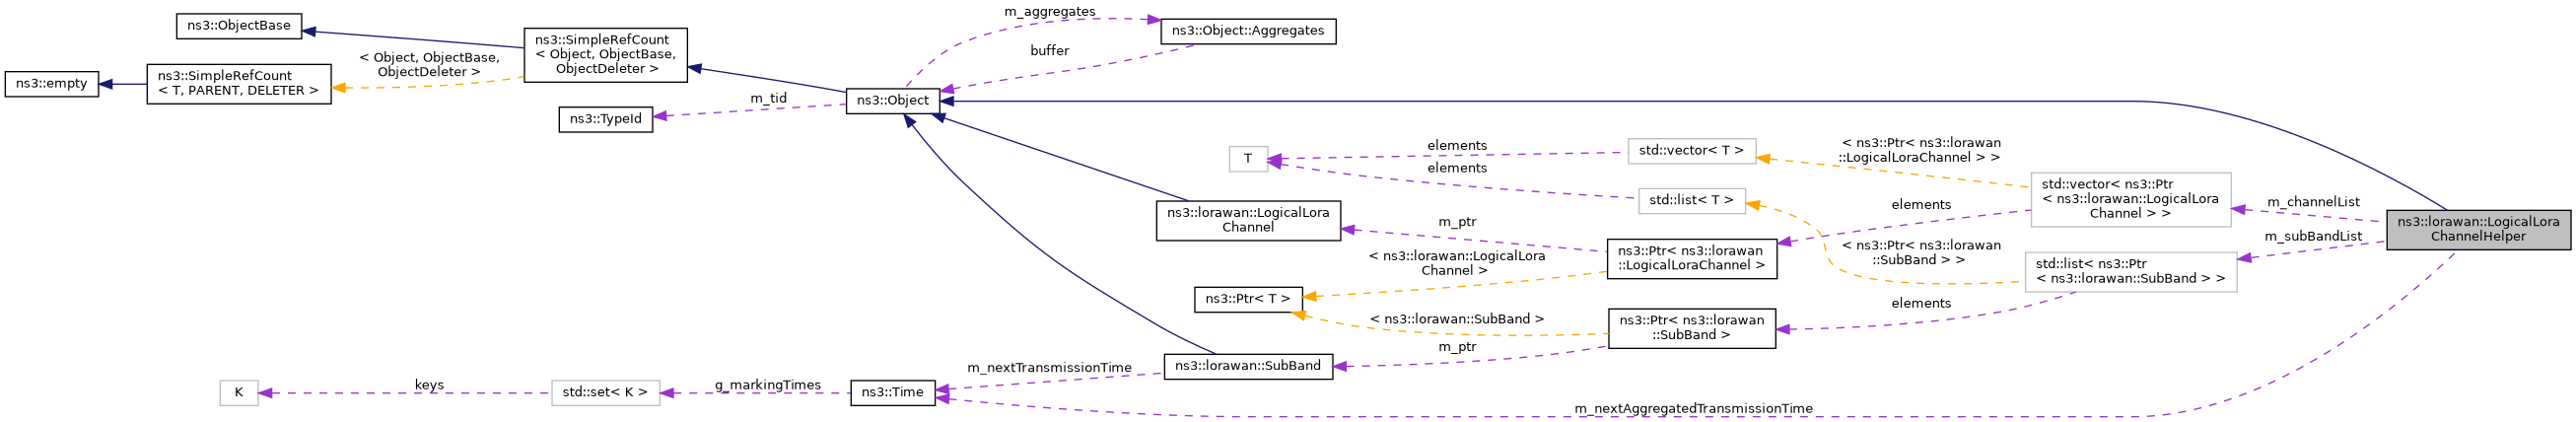 ns3::ObjectBase
ns3::empty
ns3::SimpleRefCount
< T, PARENT, DELETER >
< Object, ObjectBase,
ObjectDeleter >
ns3::SimpleRefCount
< Object, ObjectBase,
ObjectDeleter >
ns3::TypeId
m_tid
ns3::Object
m_aggregates
buffer
ns3::Object::Aggregates
T
elements
elements
std::vector< T >
std::list< T >
< ns3::Ptr< ns3::lorawan
::LogicalLoraChannel > >
std::vector< ns3::Ptr
< ns3::lorawan::LogicalLora
Channel > >
m_channelList
ns3::lorawan::LogicalLora
ChannelHelper
m_subBandList
std::list< ns3::Ptr
< ns3::lorawan::SubBand > >
< ns3::Ptr< ns3::lorawan
::SubBand > >
elements
elements
ns3::lorawan::LogicalLora
Channel
m_ptr
ns3::Ptr< ns3::lorawan
::LogicalLoraChannel >
< ns3::lorawan::LogicalLora
Channel >
ns3::Ptr< T >
< ns3::lorawan::SubBand >
ns3::Ptr< ns3::lorawan
::SubBand >
m_ptr
ns3::lorawan::SubBand
m_nextTransmissionTime
ns3::Time
g_markingTimes
std::set< K >
keys
K
m_nextAggregatedTransmissionTime